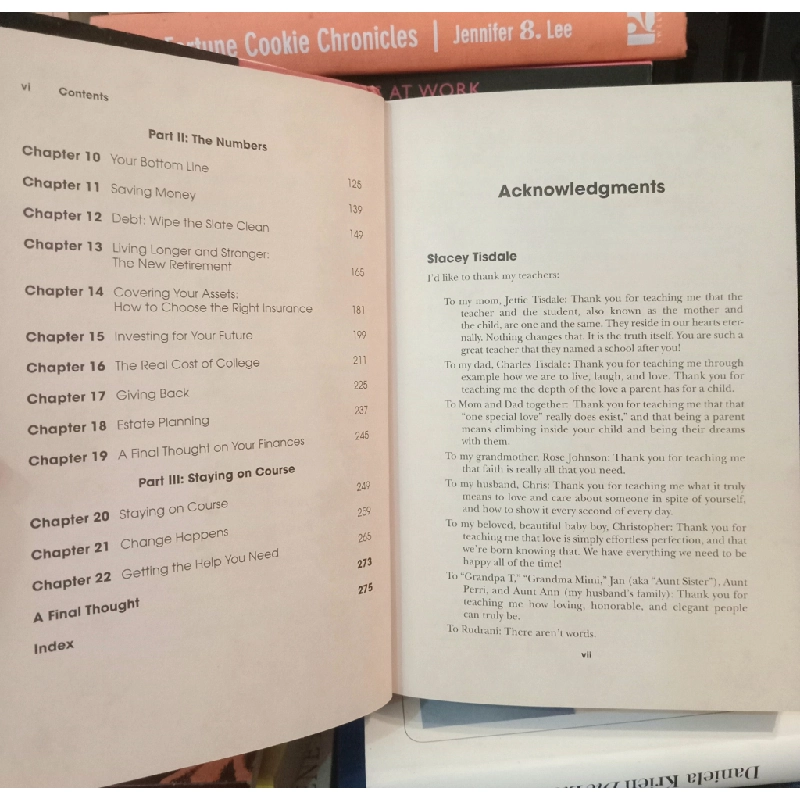 Fortune Cookie Chronicles | Jennifer 8. Lee
AT WORK
vi Contents
Part II: The Numbers
Chapter 10 Your Bottom Line 125
Chapter 11 Saving Money 139
Chapter 12 Debt: Wipe the Slate Clean 149
Chapter 13 Living Longer and Stronger:
The New Retirement 165
Chapter 14 Covering Your Assets:
How to Choose the Right Insurance 181
Chapter 15 Investing for Your Future 199
Chapter 16 The Real Cost of College 211
Chapter 17 Giving Back 225
Chapter 18 Estate Planning 237
Chapter 19 A Final Thought on Your Finances 245
Part III: Staying on Course
Chapter 20 Staying on Course 249
Chapter 21 Change Happens 259
Chapter 22 Getting the Help You Need 265
A Final Thought 273
Index 275
Acknowledgments
Stacey Tisdale
I'd like to thank my teachers:
To my mom, Jettie Tisdale: Thank you for teaching me that the
teacher and the student, also known as the mother and
the child, are one and the same. They reside in our hearts eter-
nally. Nothing changes that. It is the truth itself. You are such a
great teacher that they named a school after you!
To my dad, Charles Tisdale: Thank you for teaching me through
example how we are to live, laugh, and love. Thank you for
teaching me the depth of the love a parent has for a child.
To Mom and Dad together: Thank you for teaching me that that
"one special love" really does exist," and that being a parent
means climbing inside your child and being their dreams
with them.
To my grandmother, Rose Johnson: Thank you for teaching me
that faith is really all that you need.
To my husband, Chris: Thank you for teaching me what it truly
means to love and care about someone in spite of yourself,
and how to show it every second of every day.
To my beloved, beautiful baby boy, Christopher: Thank you for
teaching me that love is simply effortless perfection, and that
we're born knowing that. We have everything we need to be
happy all of the time!
To "Grandpa T," "Grandma Mimi," Jan (aka "Aunt Sister"), Aunt
Perri, and Aunt Ann (my husband's family): Thank you for
teaching me how loving, honorable, and elegant people
can truly be.
To Rudrani: There aren't words.
vii
Daniela Krien